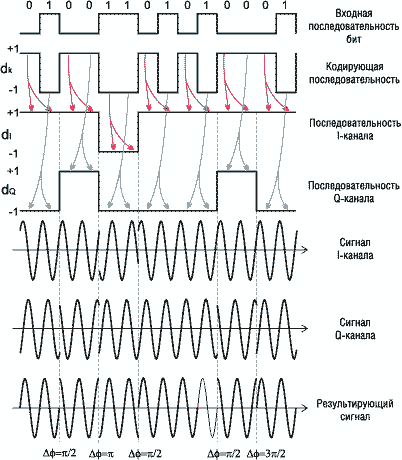 0 1 0 0 1 1 0 1 0 1 0 0 0 1
Входная
последовательность
бит
+1
dk
-1
Кодирующая
последовательность
+1
dI
-1
Последовательность
I-канала
+1
dQ
-1
Последовательность
Q-канала
Сигнал
I-канала
Сигнал
Q-канала
Результирующий
сигнал
Δϕ=π/2 Δϕ=π Δϕ=π/2 Δϕ=π/2 Δϕ=3π/2